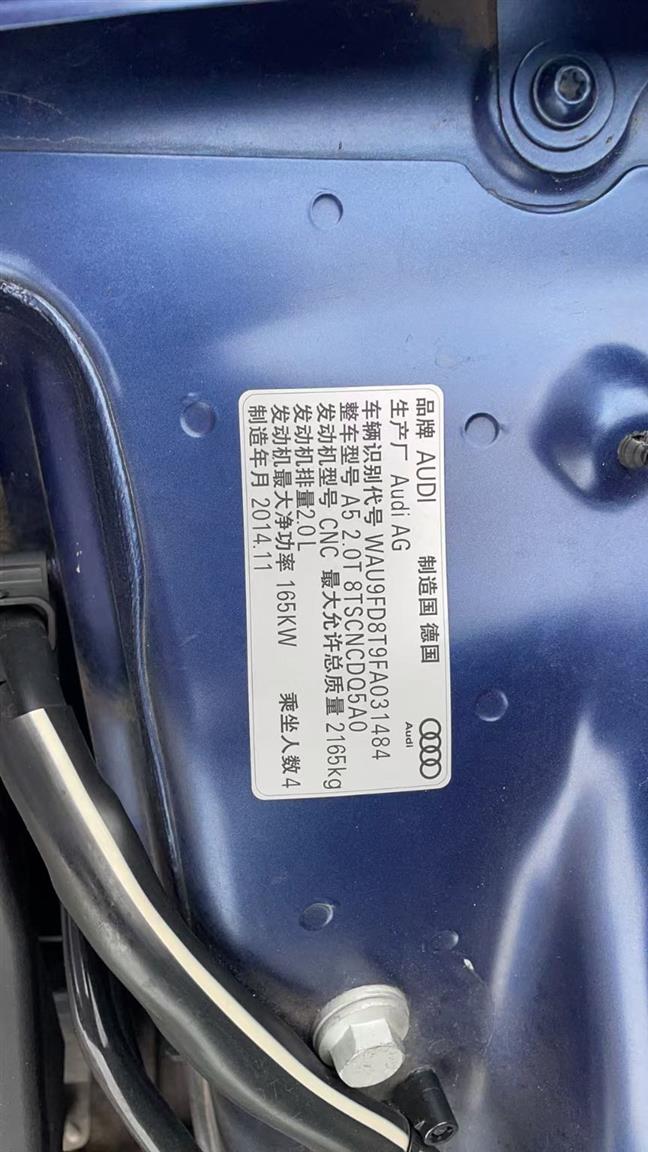 品牌 AUDI 制造国 德国
生产厂 Audi AG
Audi
车辆识别代号 WAU9FD8T9FA031484
整车型号 A5 2.0T 8TSCNCDQ5A0
发动机型号 CNC 最大允许总质量 2165kg
发动机排量2.0L
发动机最大净功率 165KW 乘坐人数 4
制造年月 2014.11